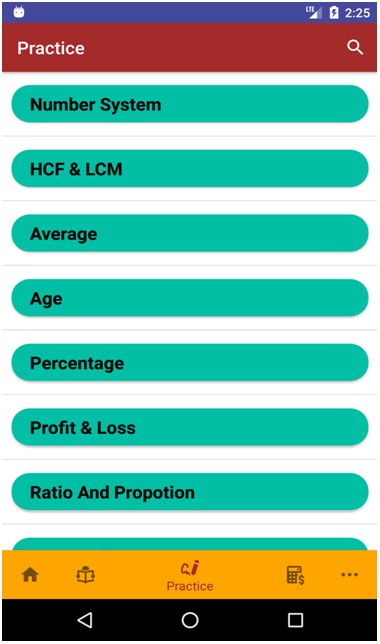 LTE 2:25
Practice
Number System
HCF & LCM
Average
Age
Percentage
Profit & Loss
Ratio And Propotion
Practice